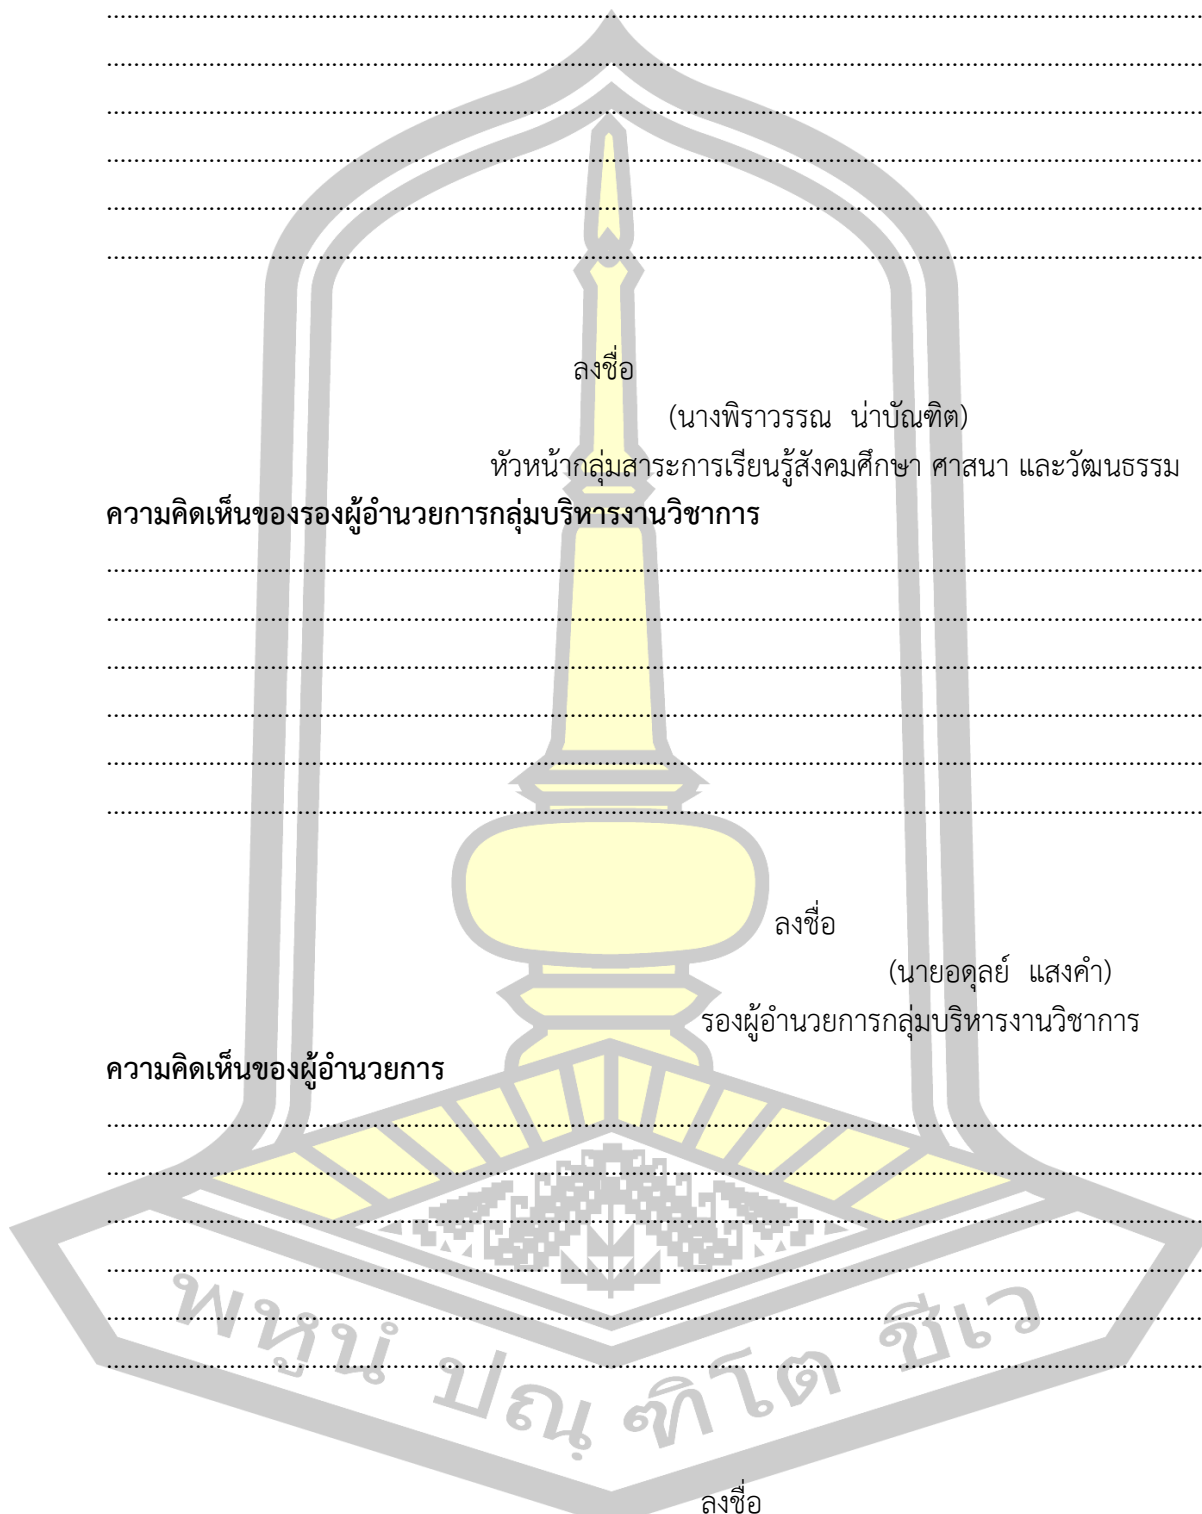 ........................................................................................................................
........................................................................................................................
........................................................................................................................
........................................................................................................................
........................................................................................................................
........................................................................................................................
ลงชื่อ
(นางพิราวรรณ น่าบัณฑิต)
หัวหน้ากลุ่มสาระการเรียนรู้สังคมศึกษา ศาสนา และวัฒนธรรม
ความคิดเห็นของรองผู้อำนวยการกลุ่มบริหารงานวิชาการ
........................................................................................................................
........................................................................................................................
........................................................................................................................
........................................................................................................................
........................................................................................................................
........................................................................................................................
ลงชื่อ
(นายอดุลย์ แสงคำ)
รองผู้อำนวยการกลุ่มบริหารงานวิชาการ
ความคิดเห็นของผู้อำนวยการ
........................................................................................................................
........................................................................................................................
........................................................................................................................
........................................................................................................................
........................................................................................................................
........................................................................................................................
พหูนํ ปณฺ ฑิโต ชีเว
ลงชื่อ